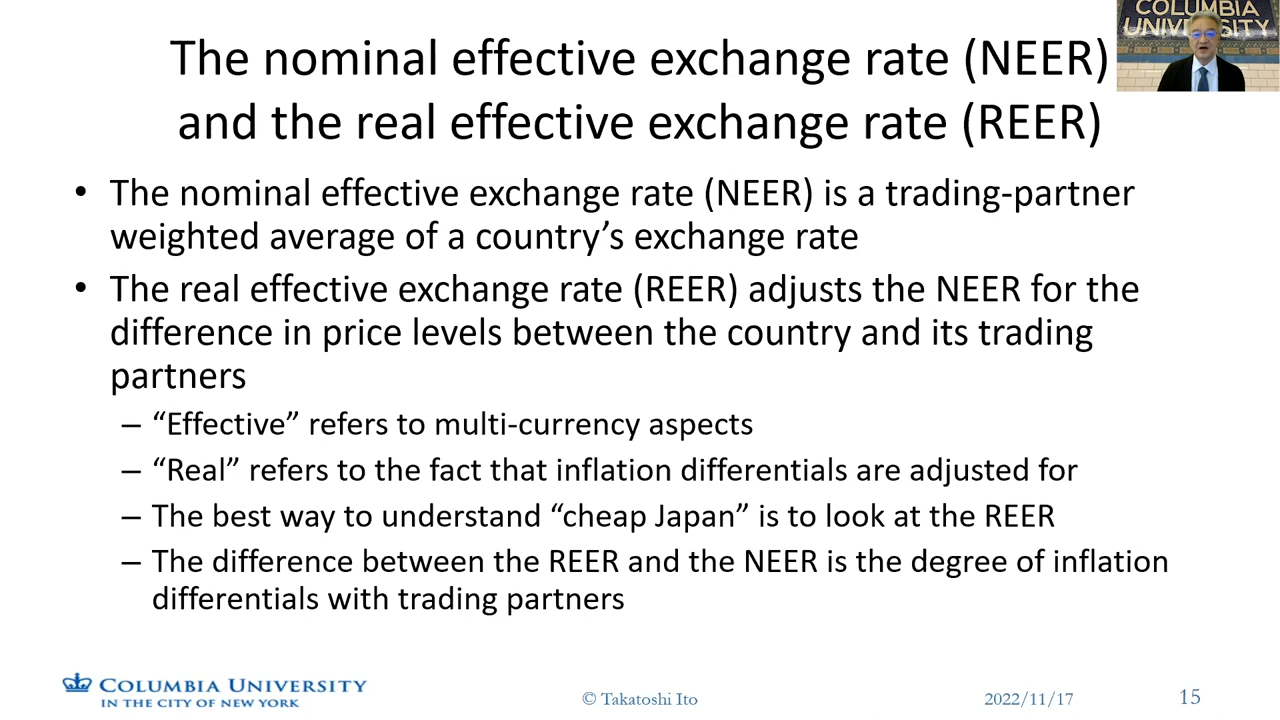 COLUMBIA
UNIVERSITY
The nominal effective exchange rate (NEER)
and the real effective exchange rate (REER)
• The nominal effective exchange rate (NEER) is a trading-partner
weighted average of a country’s exchange rate
• The real effective exchange rate (REER) adjusts the NEER for the
difference in price levels between the country and its trading
partners
– “Effective” refers to multi-currency aspects
– “Real” refers to the fact that inflation differentials are adjusted for
– The best way to understand “cheap Japan” is to look at the REER
– The difference between the REER and the NEER is the degree of inflation
differentials with trading partners
COLUMBIA UNIVERSITY
IN THE CITY OF NEW YORK
© Takatoshi Ito
2022/11/17
15